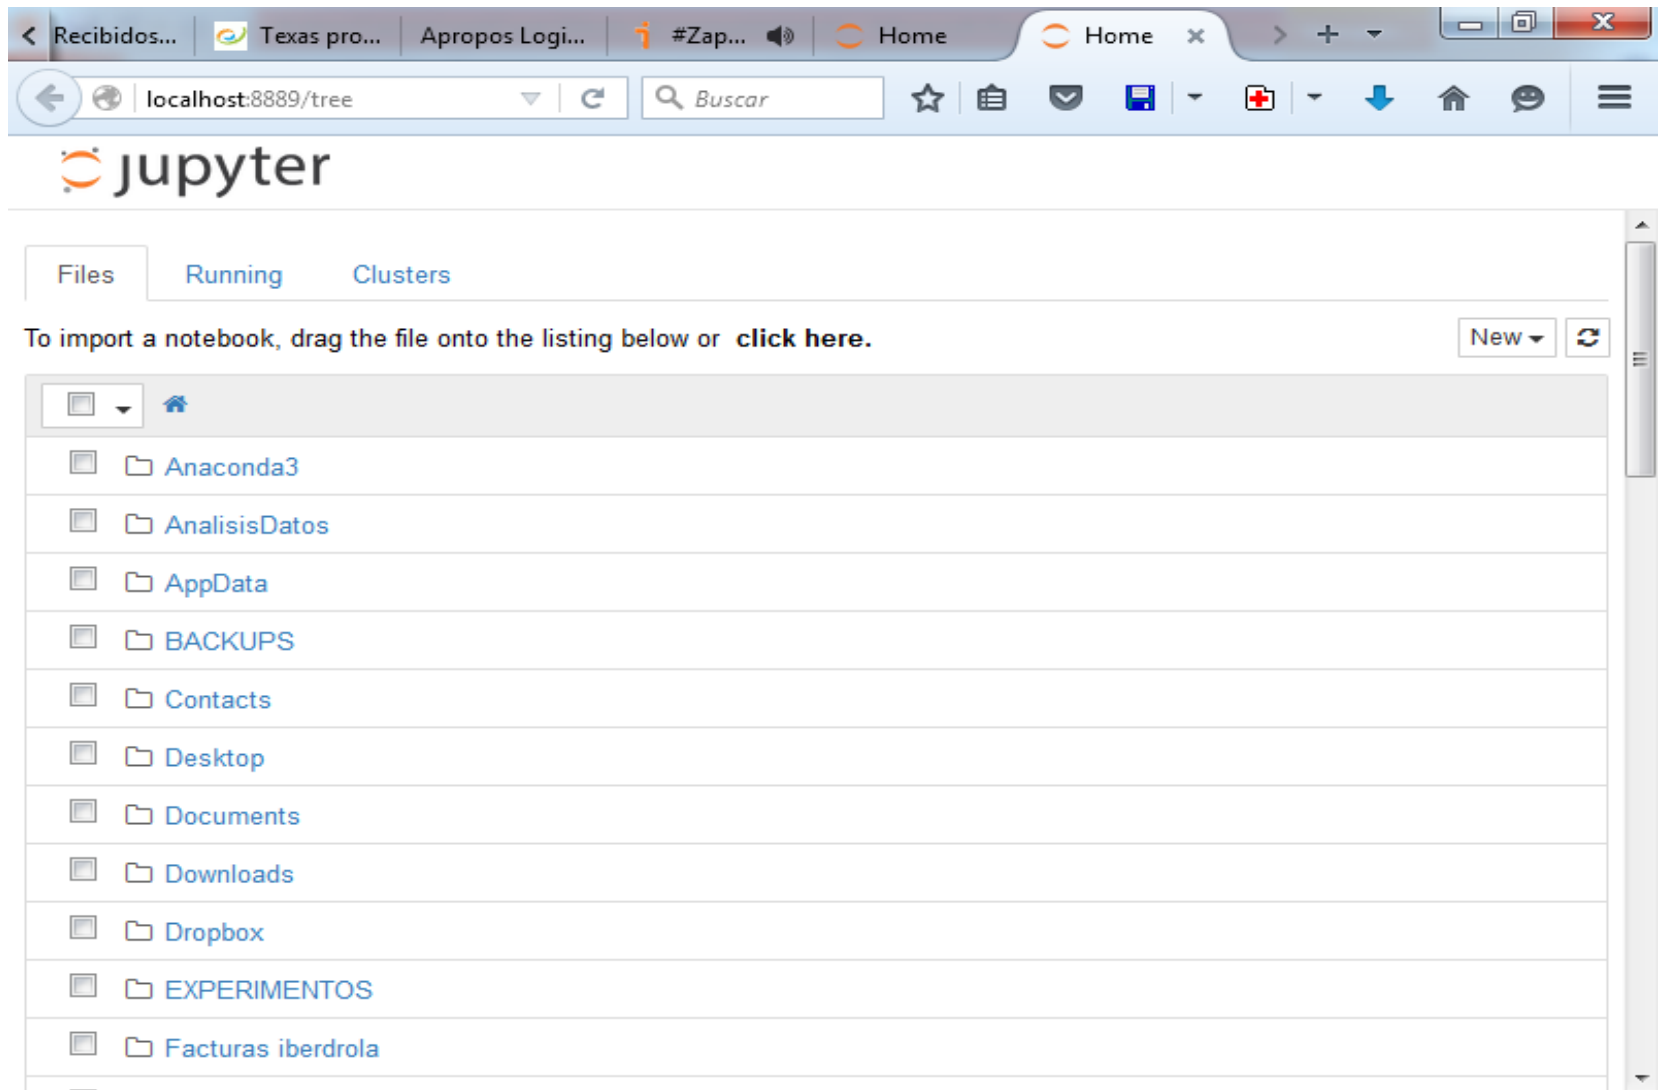 Recibidos... Texas pro... Apropos Logi... #Zap... Home Home
localhost:8889/tree Buscar
jupyter
Files Running Clusters
To import a notebook, drag the file onto the listing below or click here. New
Anaconda3
AnalisisDatos
AppData
BACKUPS
Contacts
Desktop
Documents
Downloads
Dropbox
EXPERIMENTOS
Facturas iberdrola